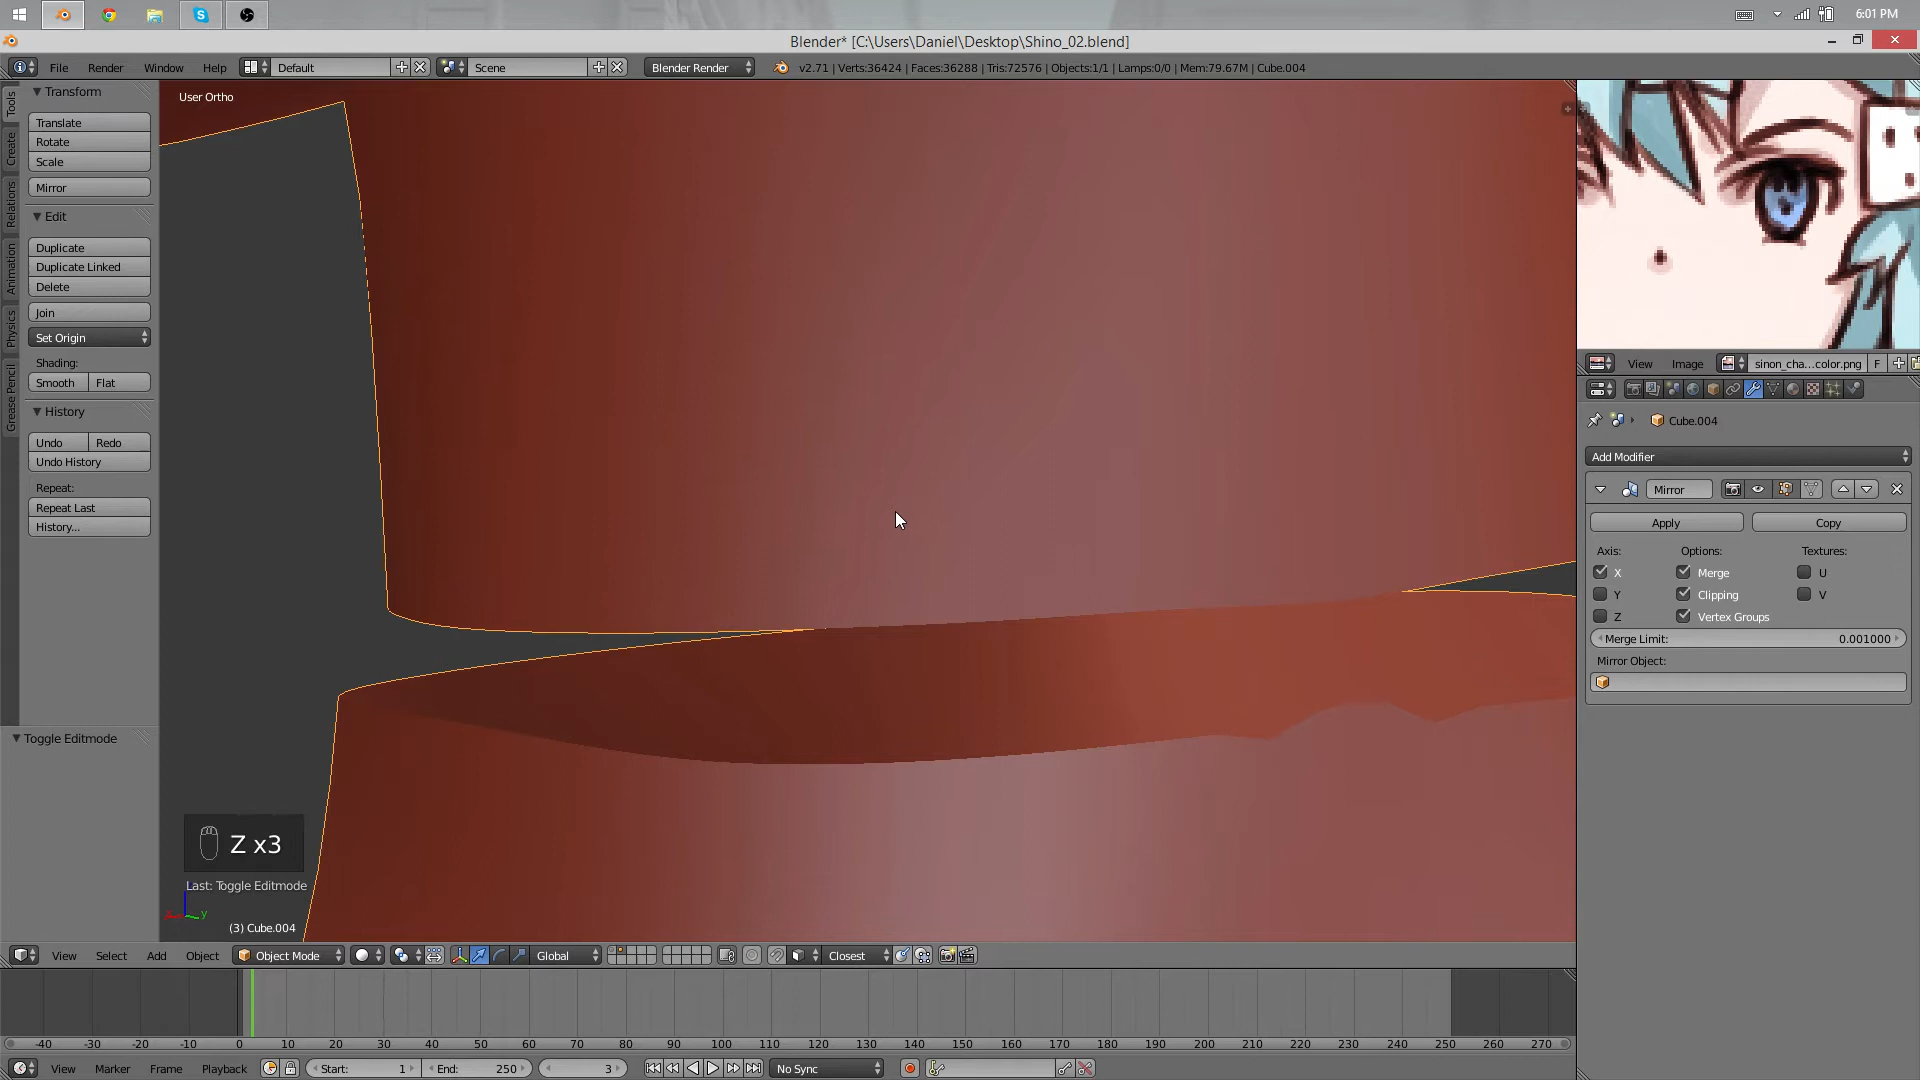 6:01 PM
Blender* [C:\Users\Daniel\Desktop\Shino_02.blend]
File Render Window Help Default Scene Blender Render v2.71 | Verts:36424 | Faces:36288 | Tris:72576 | Objects:1/1 | Lamps:0/0 | Mem:79.67M | Cube.004
Tools
Create
Relations
Animation
Physics
Grease Pencil
Transform
Translate
Rotate
Scale
Mirror
Edit
Duplicate
Duplicate Linked
Delete
Join
Set Origin
Shading:
Smooth Flat
History
Undo Redo
Undo History
Repeat:
Repeat Last
History...
Toggle Editmode
User Ortho
Z x3
Last: Toggle Editmode
x y
(3) Cube.004
View Image sinon_cha...color.png F
Cube.004
Add Modifier
Mirror
Apply Copy
Axis: Options: Textures:
X Merge U
Y Clipping V
Z Vertex Groups
Merge Limit: 0.001000
Mirror Object:
View Select Add Object Object Mode Global Closest
-40 -30 -20 -10 0 10 20 30 40 50 60 70 80 90 100 110 120 130 140 150 160 170 180 190 200 210 220 230 240 250 260 270
View Marker Frame Playback Start: 1 End: 250 3 No Sync